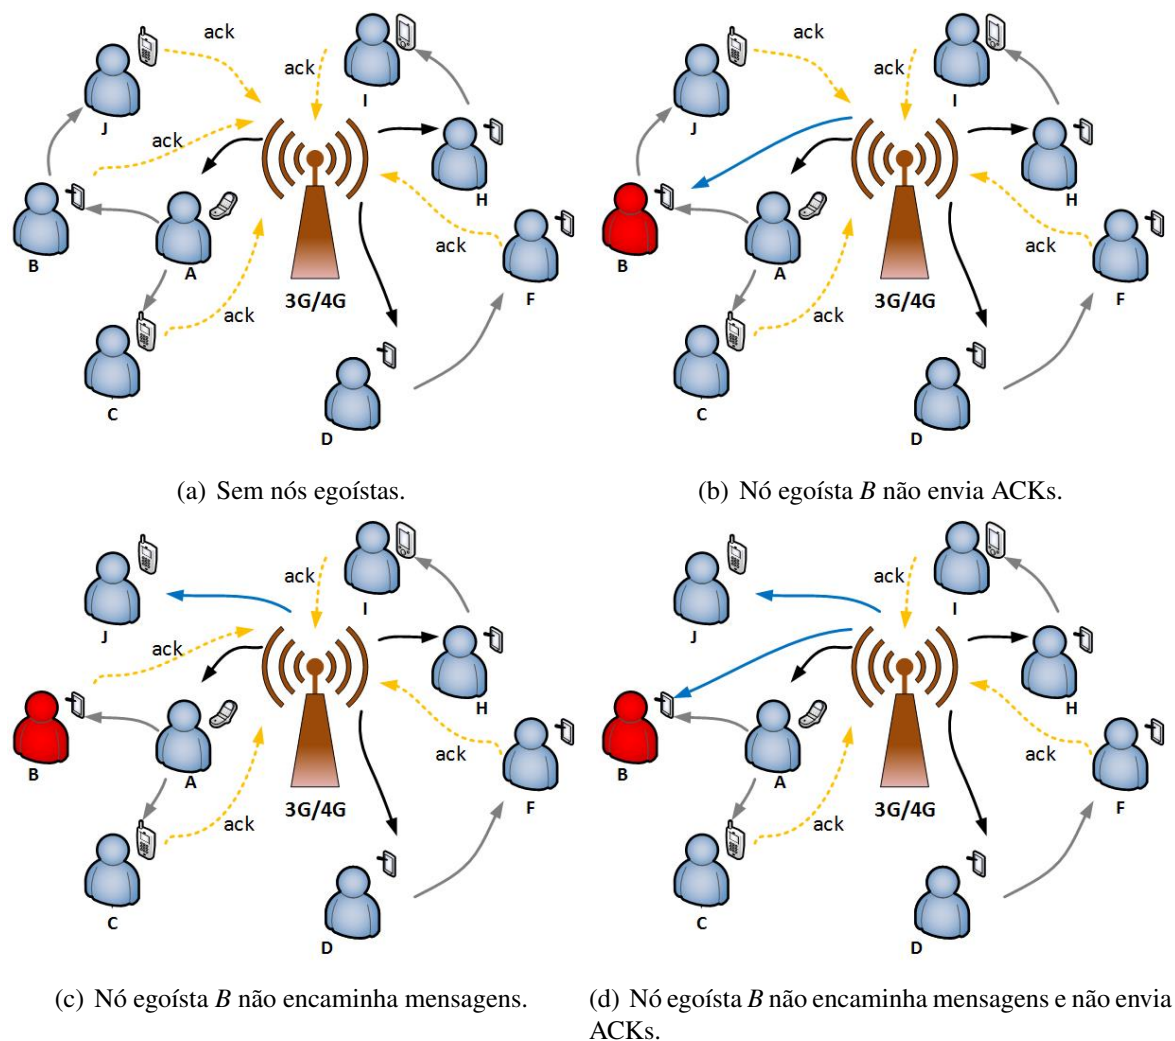 ack
I
ack
J
ack
H
B
A
ack
F
3G/4G
ack
C
D
(a) Sem nós egoístas.
ack
I
ack
J
H
B
A
ack
F
3G/4G
ack
C
D
(b) Nó egoísta B não envia ACKs.
ack
I
J
ack
H
B
A
ack
F
3G/4G
ack
C
D
(c) Nó egoísta B não encaminha mensagens.
ack
I
J
H
B
A
ack
F
3G/4G
ack
C
D
(d) Nó egoísta B não encaminha mensagens e não envia
ACKs.